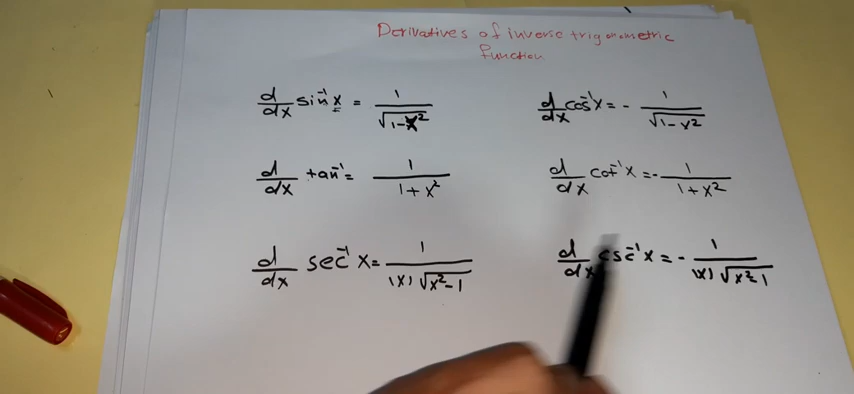 Derivatives of inverse trigonometric
function
d/dx sin⁻¹x = 1/√(1-x²)
d/dx cos⁻¹x = - 1/√(1-x²)
d/dx tan⁻¹ = 1/(1+x²)
d/dx cot⁻¹x = - 1/(1+x²)
d/dx sec⁻¹x = 1/(|x|√(x²-1))
d/dx csc⁻¹x = - 1/(|x|√(x²-1))